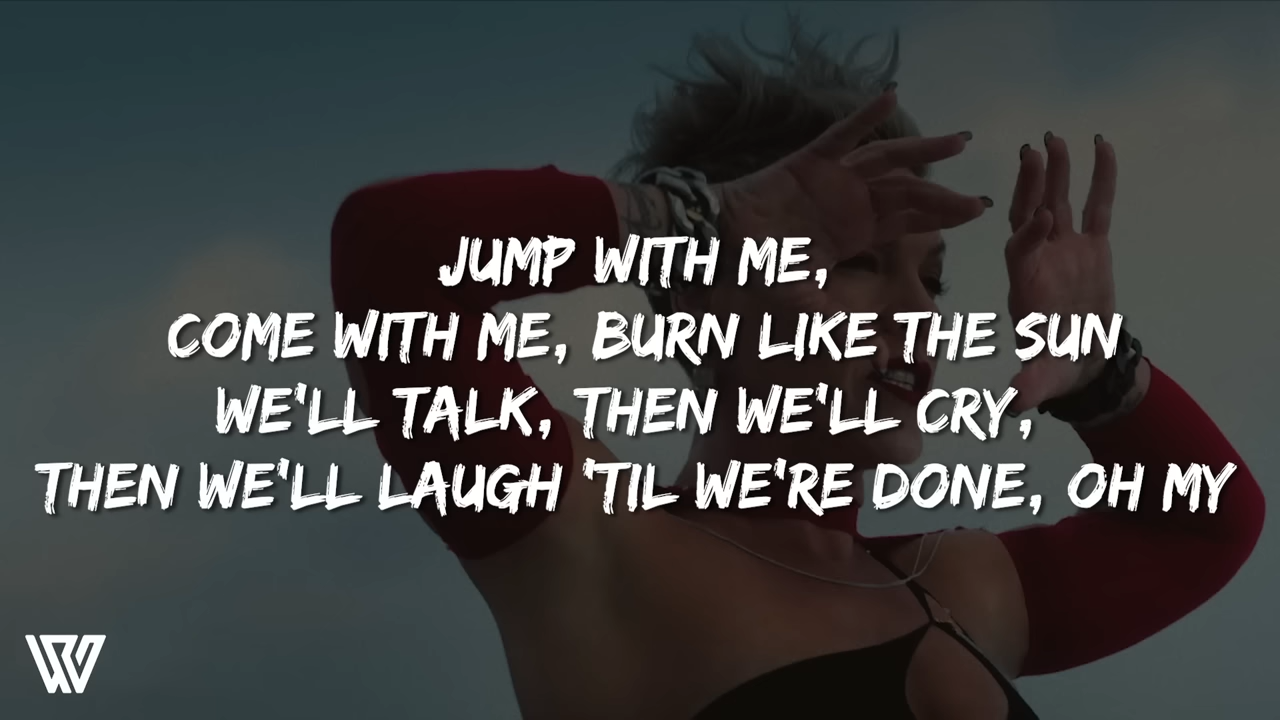 JUMP WITH ME,
COME WITH ME, BURN LIKE THE SUN
WE'LL TALK, THEN WE'LL CRY,
THEN WE'LL LAUGH 'TIL WE'RE DONE, OH MY